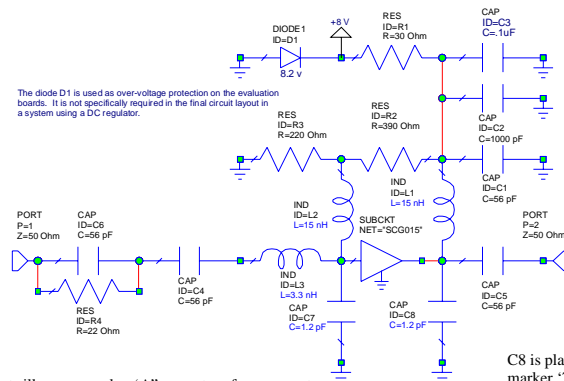 DIODE1
ID=D1
8.2 v
+8 V
RES
ID=R1
R=30 Ohm
CAP
ID=C3
C=.1uF
The diode D1 is used as over-voltage protection on the evaluation
boards. It is not specifically required in the final circuit layout in
a system using a DC regulator.
RES
ID=R3
R=220 Ohm
RES
ID=R2
R=390 Ohm
CAP
ID=C2
C=1000 pF
CAP
ID=C1
C=56 pF
IND
ID=L2
L=15 nH
IND
ID=L1
L=15 nH
SUBCKT
NET="SCG015"
PORT
P=1
Z=50 Ohm
CAP
ID=C6
C=56 pF
RES
ID=R4
R=22 Ohm
CAP
ID=C4
C=56 pF
IND
ID=L3
L=3.3 nH
CAP
ID=C7
C=1.2 pF
CAP
ID=C8
C=1.2 pF
CAP
ID=C5
C=56 pF
PORT
P=2
Z=50 Ohm
C8 is pla